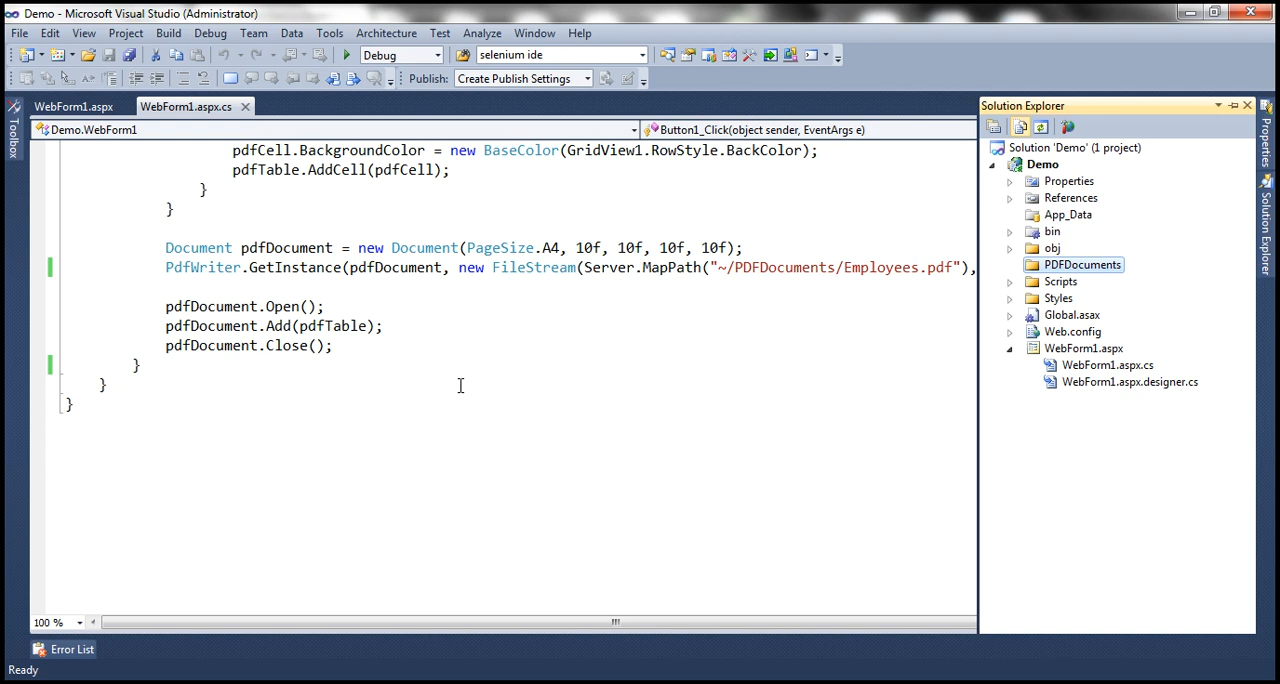 Demo - Microsoft Visual Studio (Administrator)
File Edit View Project Build Debug Team Data Tools Architecture Test Analyze Window Help
Debug selenium ide
Publish: Create Publish Settings
WebForm1.aspx WebForm1.aspx.cs
Demo.WebForm1 Button1_Click(object sender, EventArgs e)
pdfCell.BackgroundColor = new BaseColor(GridView1.RowStyle.BackColor);
pdfTable.AddCell(pdfCell);
}
}
Document pdfDocument = new Document(PageSize.A4, 10f, 10f, 10f, 10f);
PdfWriter.GetInstance(pdfDocument, new FileStream(Server.MapPath("~/PDFDocuments/Employees.pdf"),
pdfDocument.Open();
pdfDocument.Add(pdfTable);
pdfDocument.Close();
}
}
}
100 %
Toolbox
Solution Explorer
Solution 'Demo' (1 project)
Demo
Properties
References
App_Data
bin
obj
PDFDocuments
Scripts
Styles
Global.asax
Web.config
WebForm1.aspx
WebForm1.aspx.cs
WebForm1.aspx.designer.cs
Properties
Solution Explorer
Error List
Ready